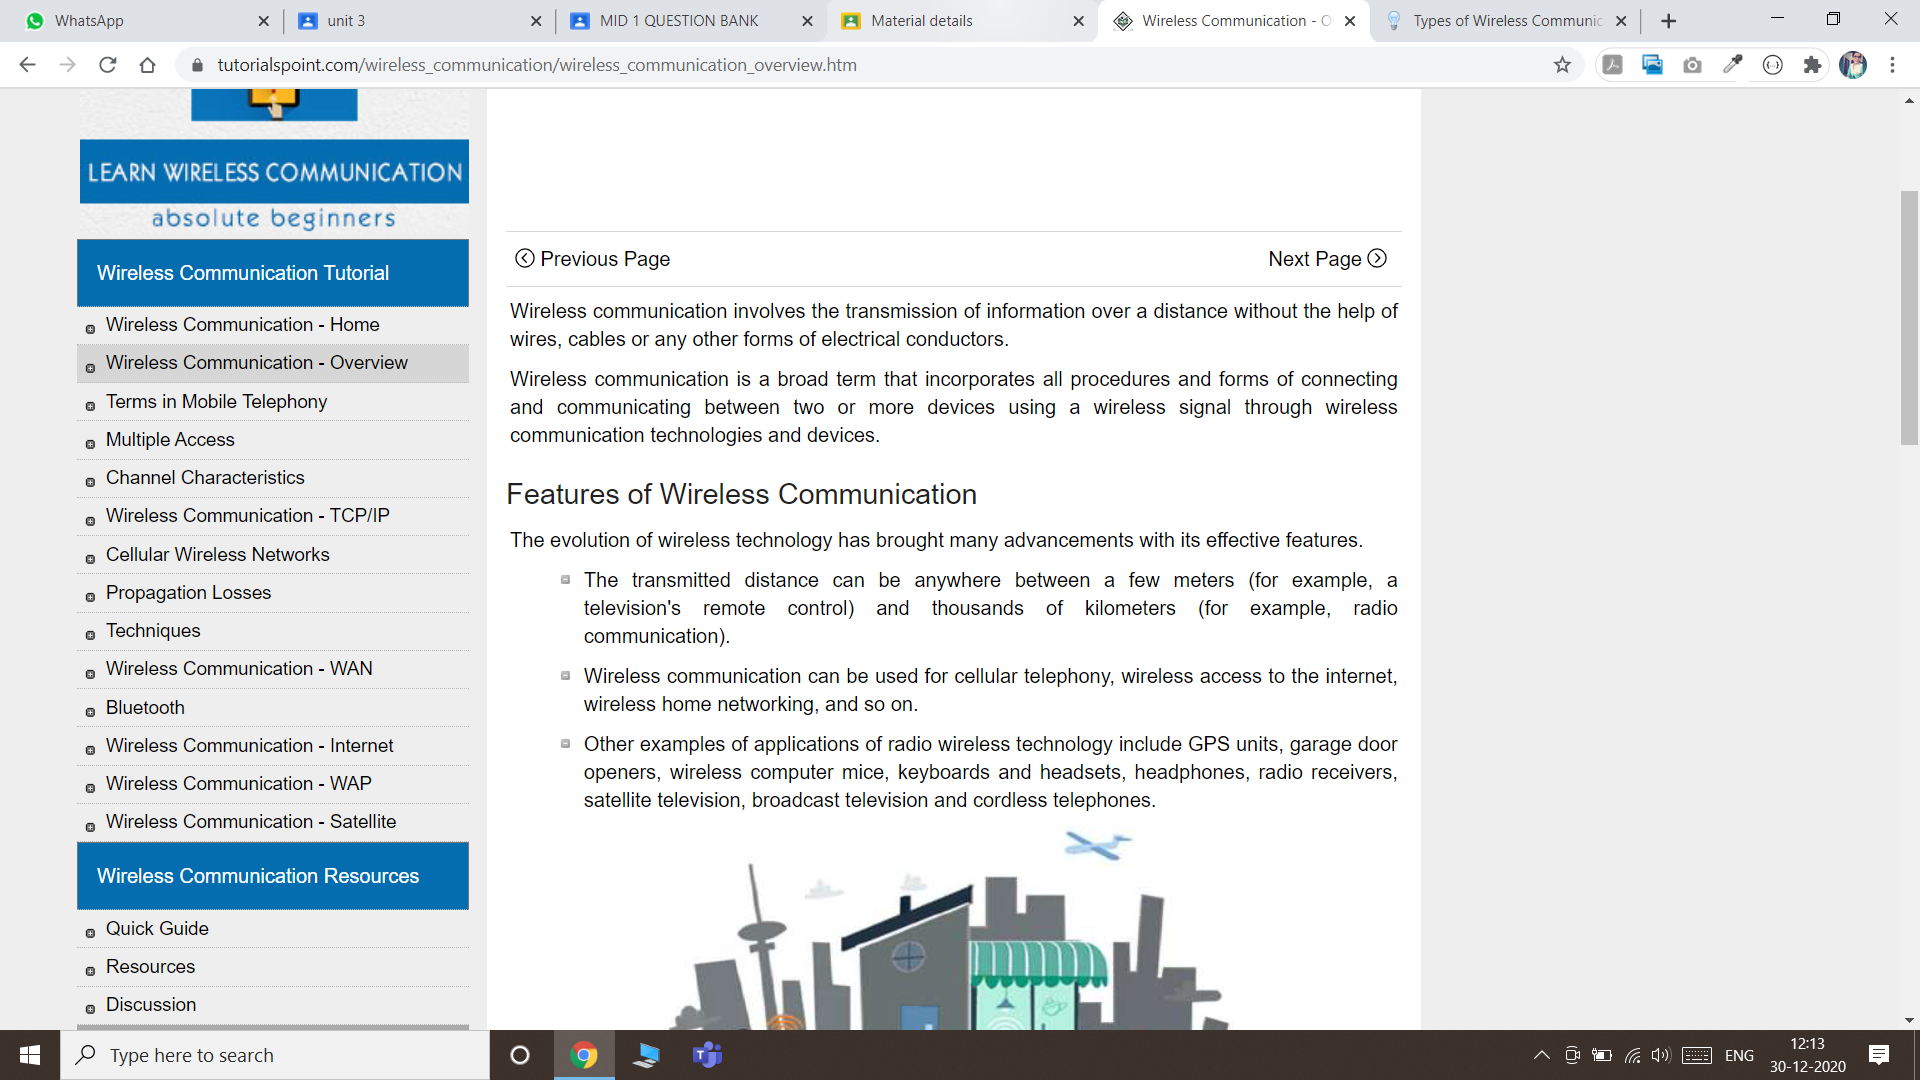 WhatsApp
unit 3
MID 1 QUESTION BANK
Material details
Wireless Communication - O
Types of Wireless Communic
tutorialspoint.com/wireless_communication/wireless_communication_overview.htm
LEARN WIRELESS COMMUNICATION
absolute beginners
Wireless Communication Tutorial
Wireless Communication - Home
Wireless Communication - Overview
Terms in Mobile Telephony
Multiple Access
Channel Characteristics
Wireless Communication - TCP/IP
Cellular Wireless Networks
Propagation Losses
Techniques
Wireless Communication - WAN
Bluetooth
Wireless Communication - Internet
Wireless Communication - WAP
Wireless Communication - Satellite
Wireless Communication Resources
Quick Guide
Resources
Discussion
Previous Page
Next Page
Wireless communication involves the transmission of information over a distance without the help of
wires, cables or any other forms of electrical conductors.
Wireless communication is a broad term that incorporates all procedures and forms of connecting
and communicating between two or more devices using a wireless signal through wireless
communication technologies and devices.
Features of Wireless Communication
The evolution of wireless technology has brought many advancements with its effective features.
The transmitted distance can be anywhere between a few meters (for example, a
television's remote control) and thousands of kilometers (for example, radio
communication).
Wireless communication can be used for cellular telephony, wireless access to the internet,
wireless home networking, and so on.
Other examples of applications of radio wireless technology include GPS units, garage door
openers, wireless computer mice, keyboards and headsets, headphones, radio receivers,
satellite television, broadcast television and cordless telephones.
Type here to search
ENG
12:13
30-12-2020